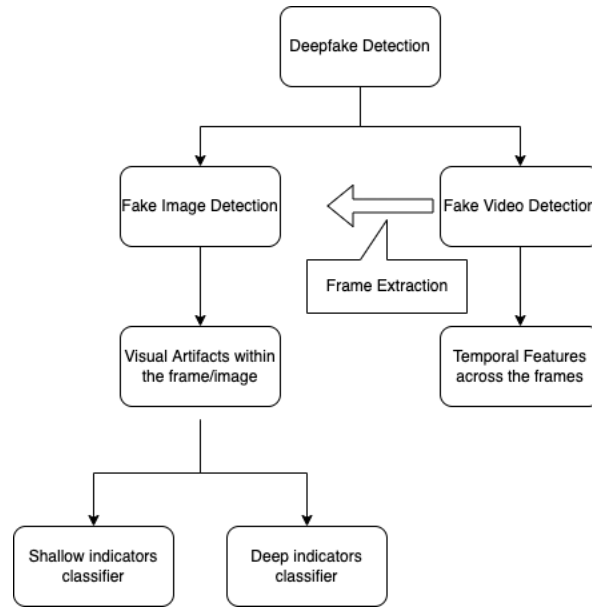 Deepfake Detection
Fake Image Detection
Fake Video Detection
Frame Extraction
Visual Artifacts within
the frame/image
Temporal Features
across the frames
Shallow indicators
classifier
Deep indicators
classifier